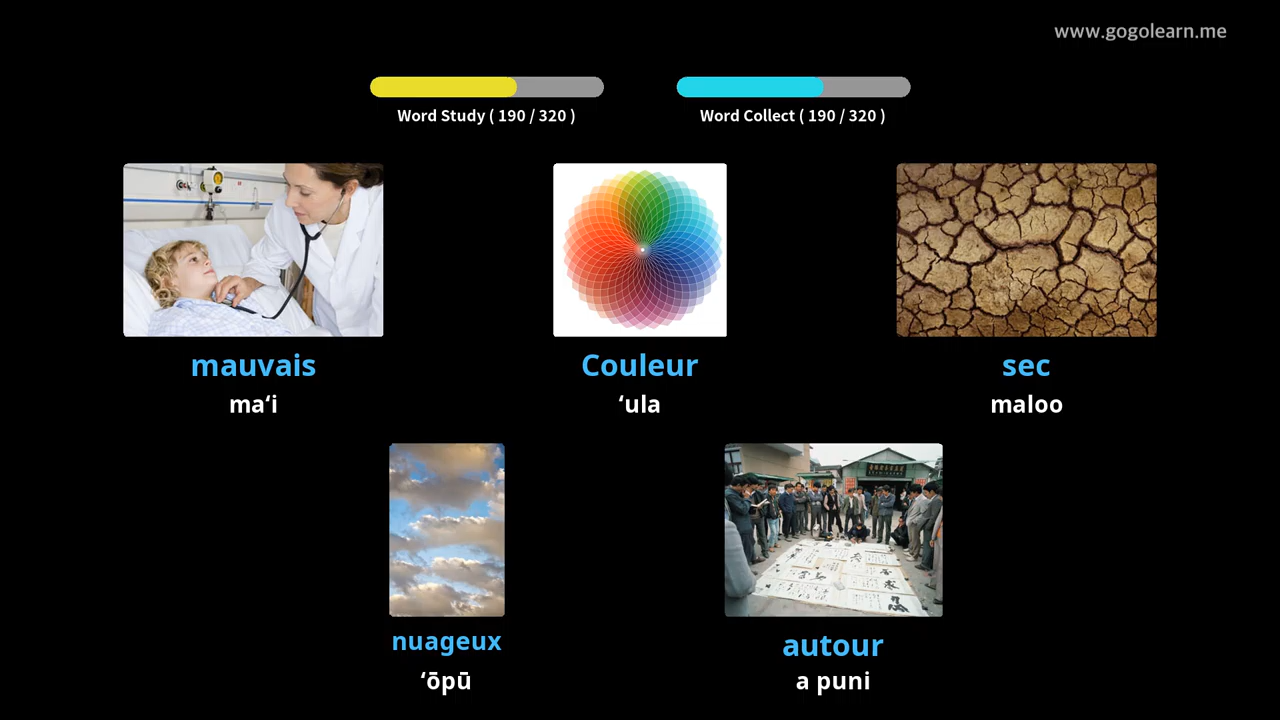 www.gogolearn.me
Word Study ( 190 / 320 )
Word Collect ( 190 / 320 )
mauvais
maʻi
Couleur
ʻula
sec
maloo
nuageux
ʻōpū
autour
a puni